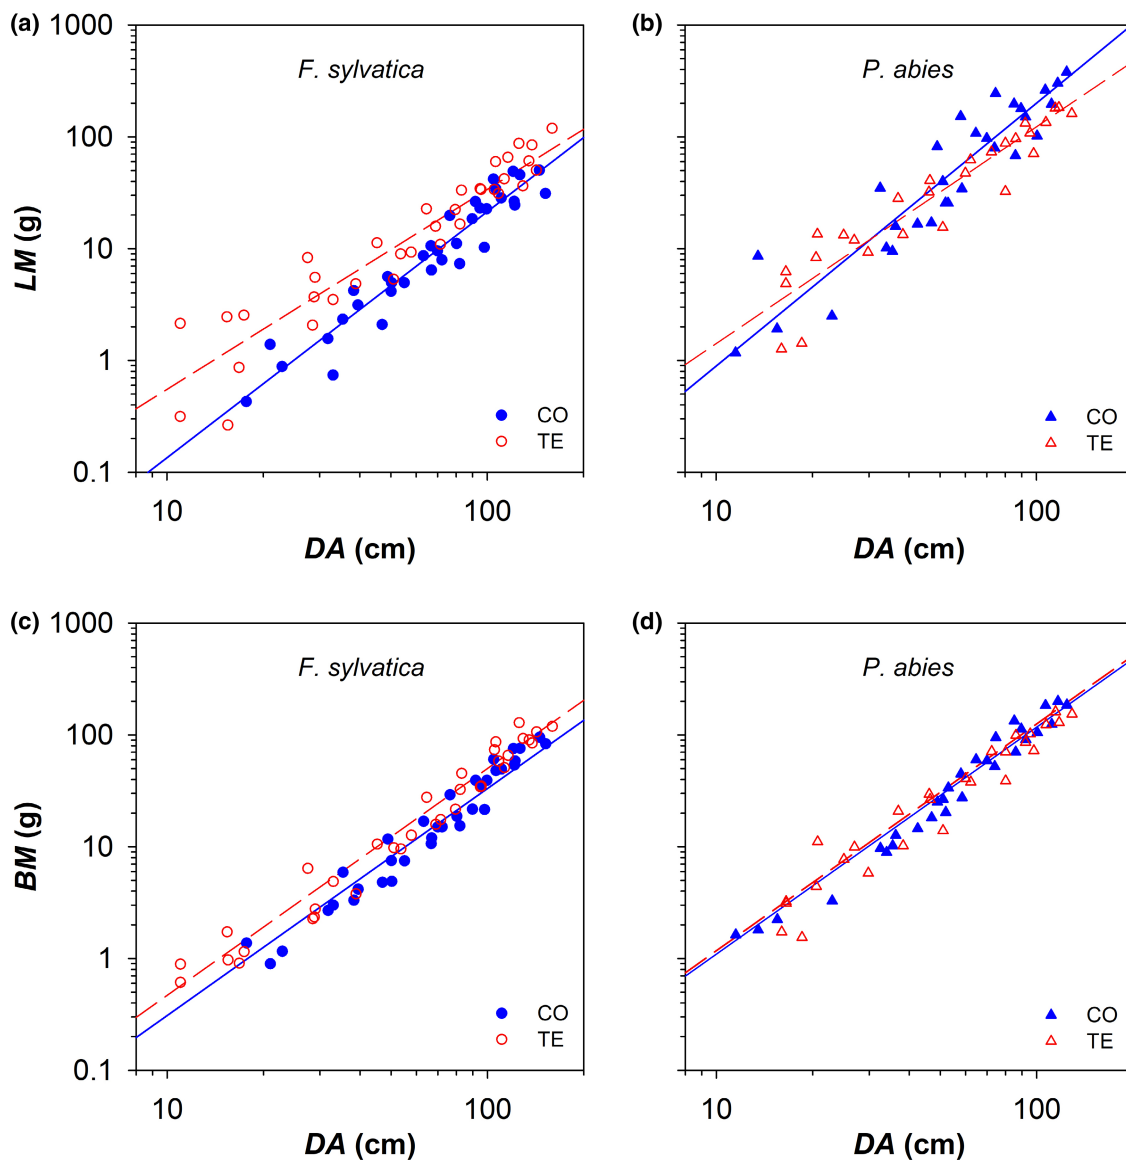 (a)
1000
100
10
1
0.1
LM (g)
F. sylvatica
CO
TE
10
100
DA (cm)
(b)
P. abies
CO
TE
10
100
DA (cm)
(c)
1000
100
10
1
0.1
BM (g)
F. sylvatica
CO
TE
10
100
DA (cm)
(d)
P. abies
CO
TE
10
100
DA (cm)